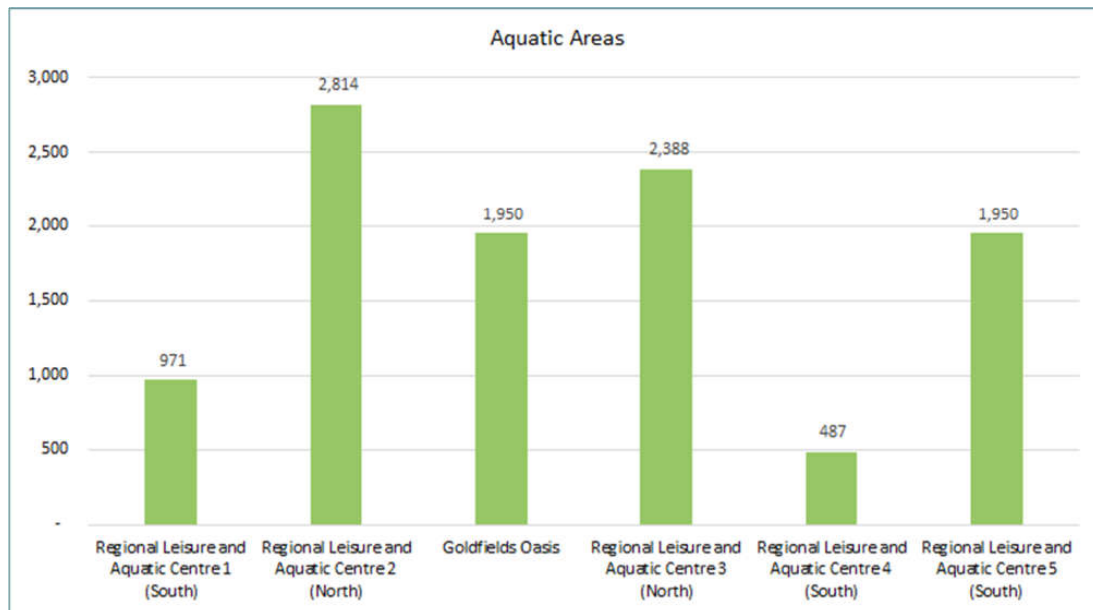 Aquatic Areas
3,000
2,500
2,000
1,500
1,000
500
-
971
2,814
1,950
2,388
487
1,950
Regional Leisure and
Aquatic Centre 1
(South)
Regional Leisure and
Aquatic Centre 2
(North)
Goldfields Oasis
Regional Leisure and
Aquatic Centre 3
(North)
Regional Leisure and
Aquatic Centre 4
(South)
Regional Leisure and
Aquatic Centre 5
(South)